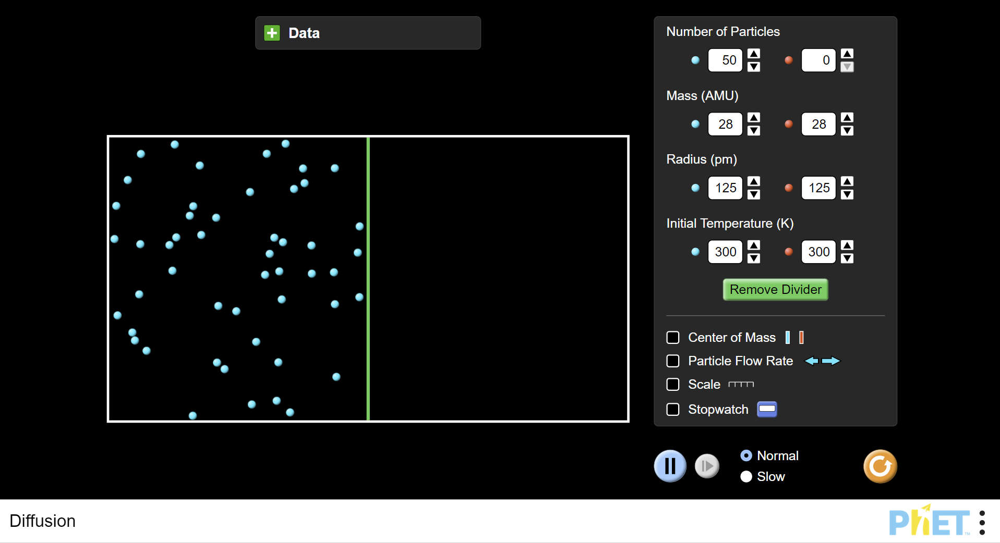 Data
Number of Particles
50 0
Mass (AMU)
28 28
Radius (pm)
125 125
Initial Temperature (K)
300 300
Remove Divider
Center of Mass
Particle Flow Rate
Scale
Stopwatch
Normal
Slow
Diffusion
PhET™